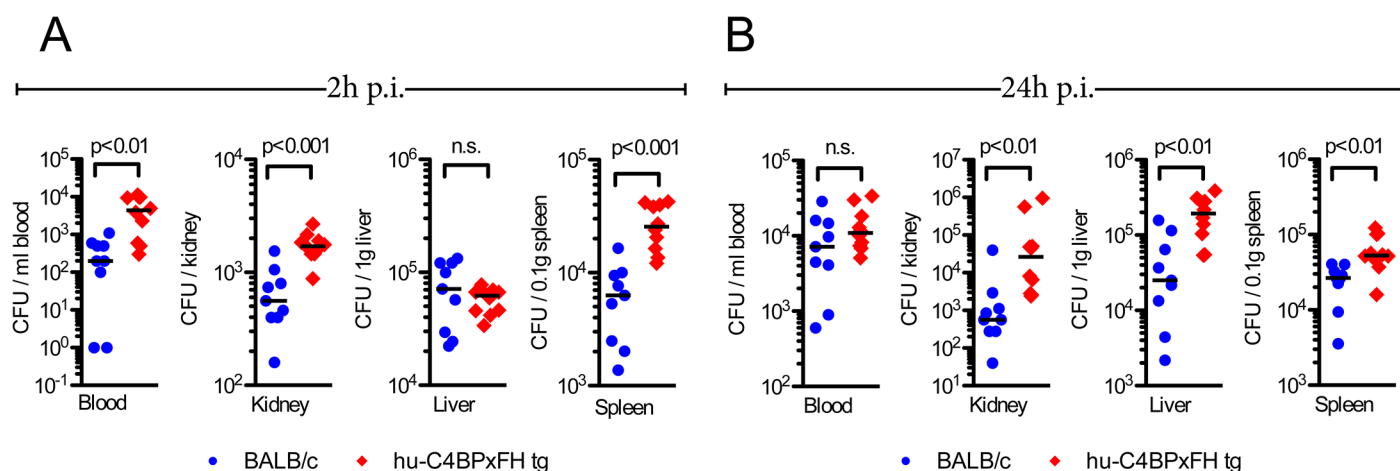 A
B
2h p.i.
24h p.i.
p<0.01
p<0.001
n.s.
p<0.001
n.s.
p<0.01
p<0.01
p<0.01
CFU / ml blood
10^5
10^4
10^3
10^2
10^1
10^0
10^-1
Blood
CFU / kidney
10^4
10^3
10^2
Kidney
CFU / 1g liver
10^6
10^5
10^4
Liver
CFU / 0.1g spleen
10^5
10^4
10^3
Spleen
CFU / ml blood
10^5
10^4
10^3
10^2
Blood
CFU / kidney
10^7
10^6
10^5
10^4
10^3
10^2
10^1
Kidney
CFU / 1g liver
10^6
10^5
10^4
10^3
Liver
CFU / 0.1g spleen
10^6
10^5
10^4
10^3
Spleen
BALB/c hu-C4BPxFH tg
BALB/c hu-C4BPxFH tg